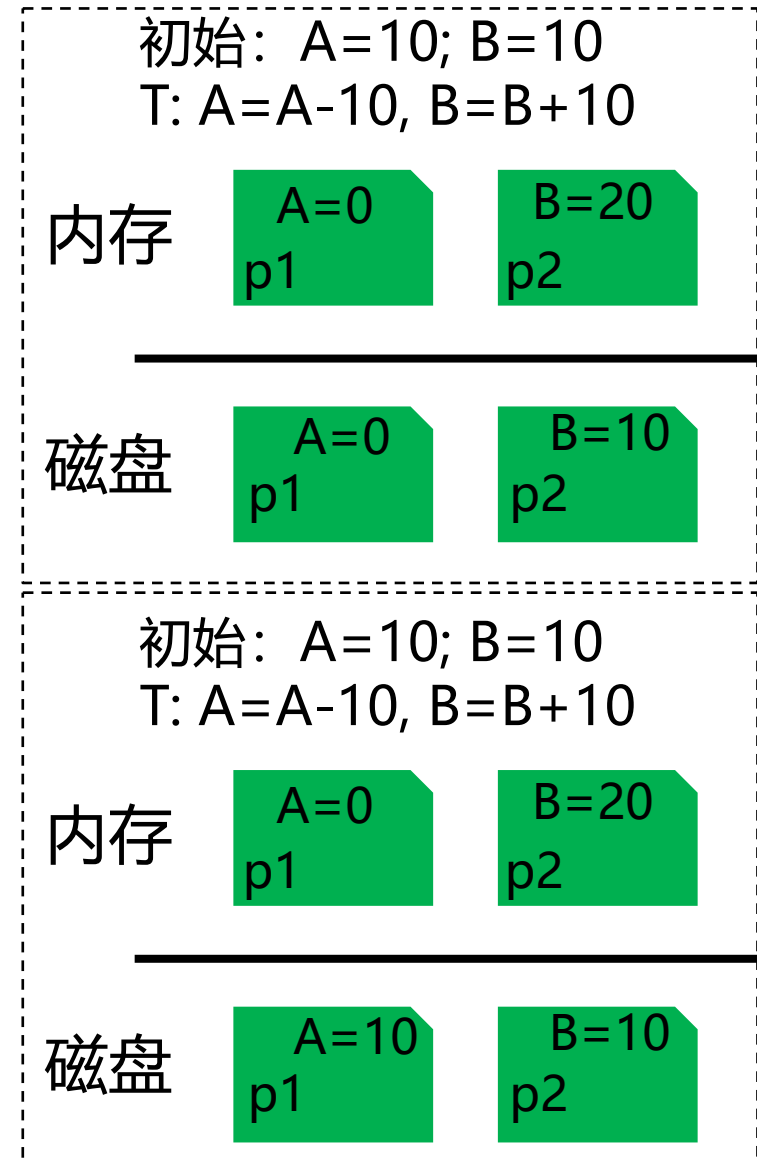 初始：A=10; B=10
T: A=A-10, B=B+10
内存
A=0
p1
B=20
p2
磁盘
A=0
p1
B=10
p2
初始：A=10; B=10
T: A=A-10, B=B+10
内存
A=0
p1
B=20
p2
磁盘
A=10
p1
B=10
p2